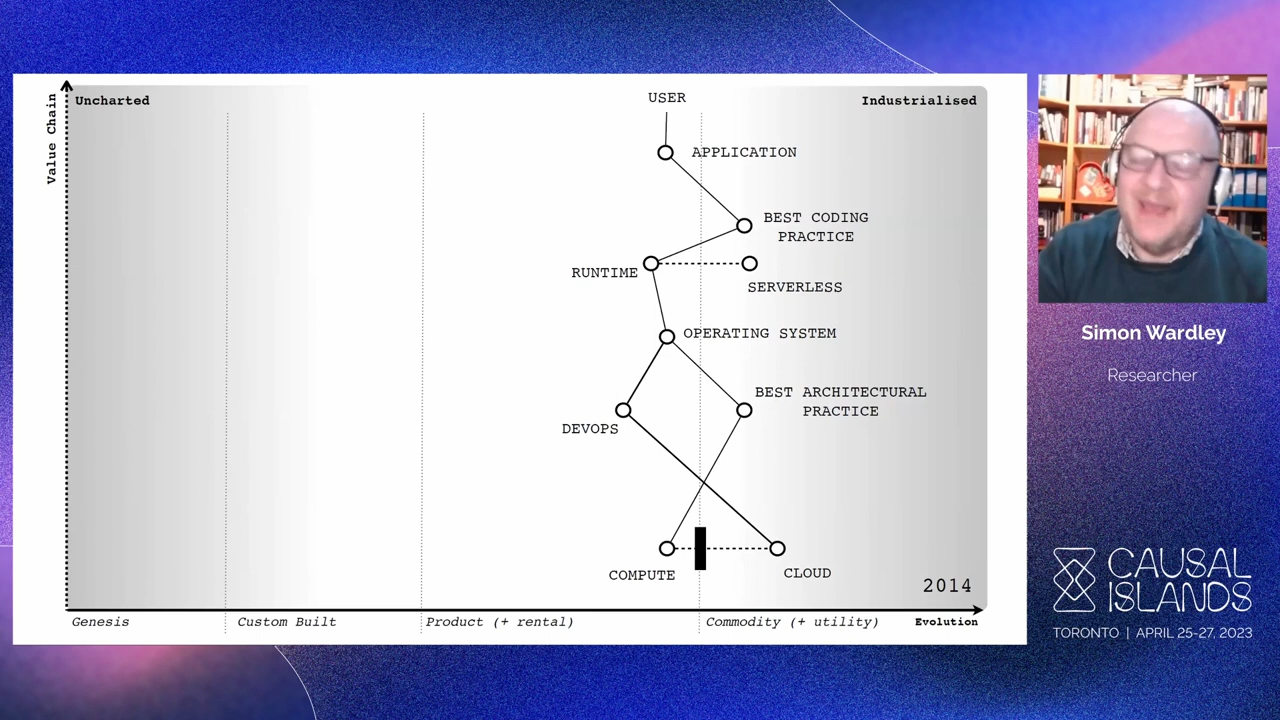 Value Chain
Uncharted
USER
Industrialised
APPLICATION
BEST CODING
PRACTICE
RUNTIME
SERVERLESS
OPERATING SYSTEM
BEST ARCHITECTURAL
PRACTICE
DEVOPS
COMPUTE
CLOUD
2014
Genesis
Custom Built
Product (+ rental)
Commodity (+ utility)
Evolution
Simon Wardley
Researcher
CAUSAL
ISLANDS
TORONTO | APRIL 25-27, 2023